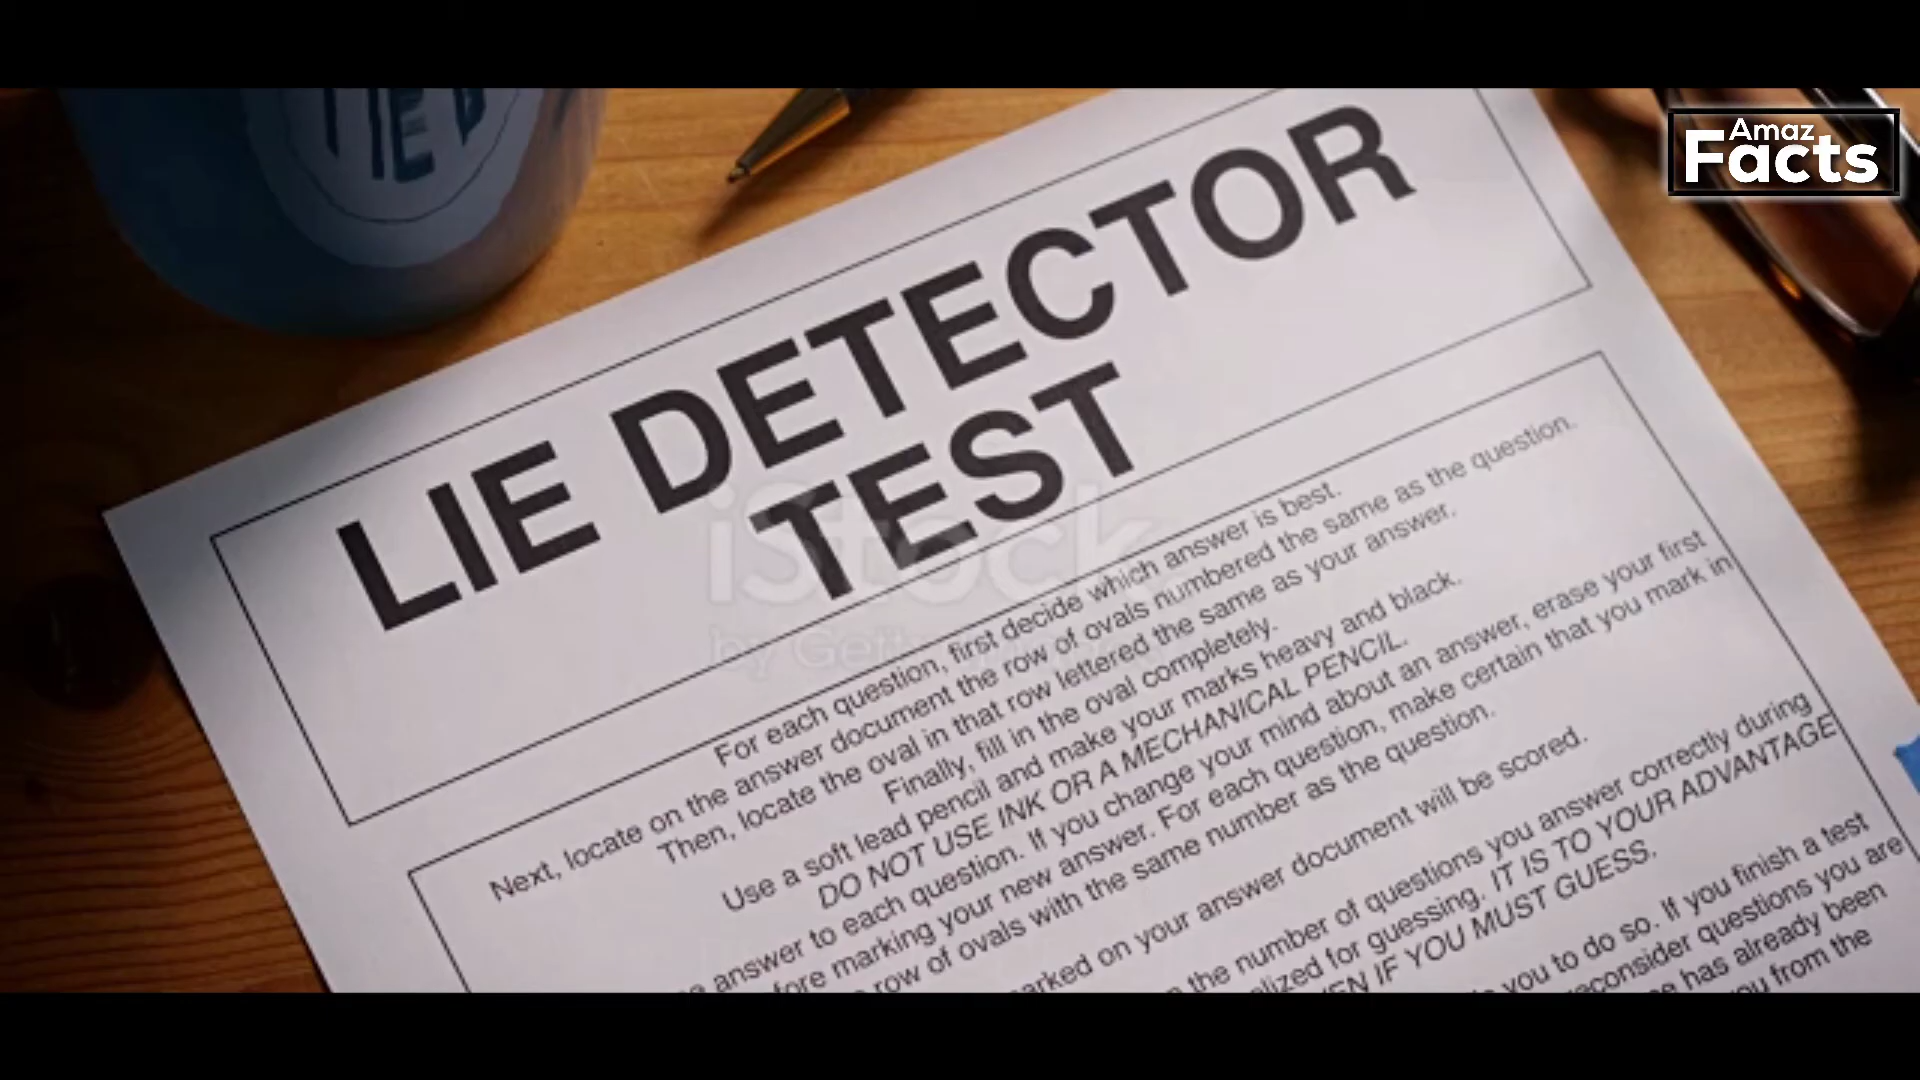 Amaz
Facts
LIE DETECTOR
TEST
iStock
For each question, first decide which answer is best.
Next, locate on the answer document the row of ovals numbered the same as the question.
Then, locate the oval in that row lettered the same as your answer.
Finally, fill in the oval completely.
Use a soft lead pencil and make your marks heavy and black.
DO NOT USE INK OR A MECHANICAL PENCIL.
answer to each question. If you change your mind about an answer, erase your first
marking your new answer. For each question, make certain that you mark in
row of ovals with the same number as the question.
on your answer document will be scored.
the number of questions you answer correctly during
for guessing. IT IS TO YOUR ADVANTAGE
IF YOU MUST GUESS.
you to do so. If you finish a test
reconsider questions you are
has already been
from the